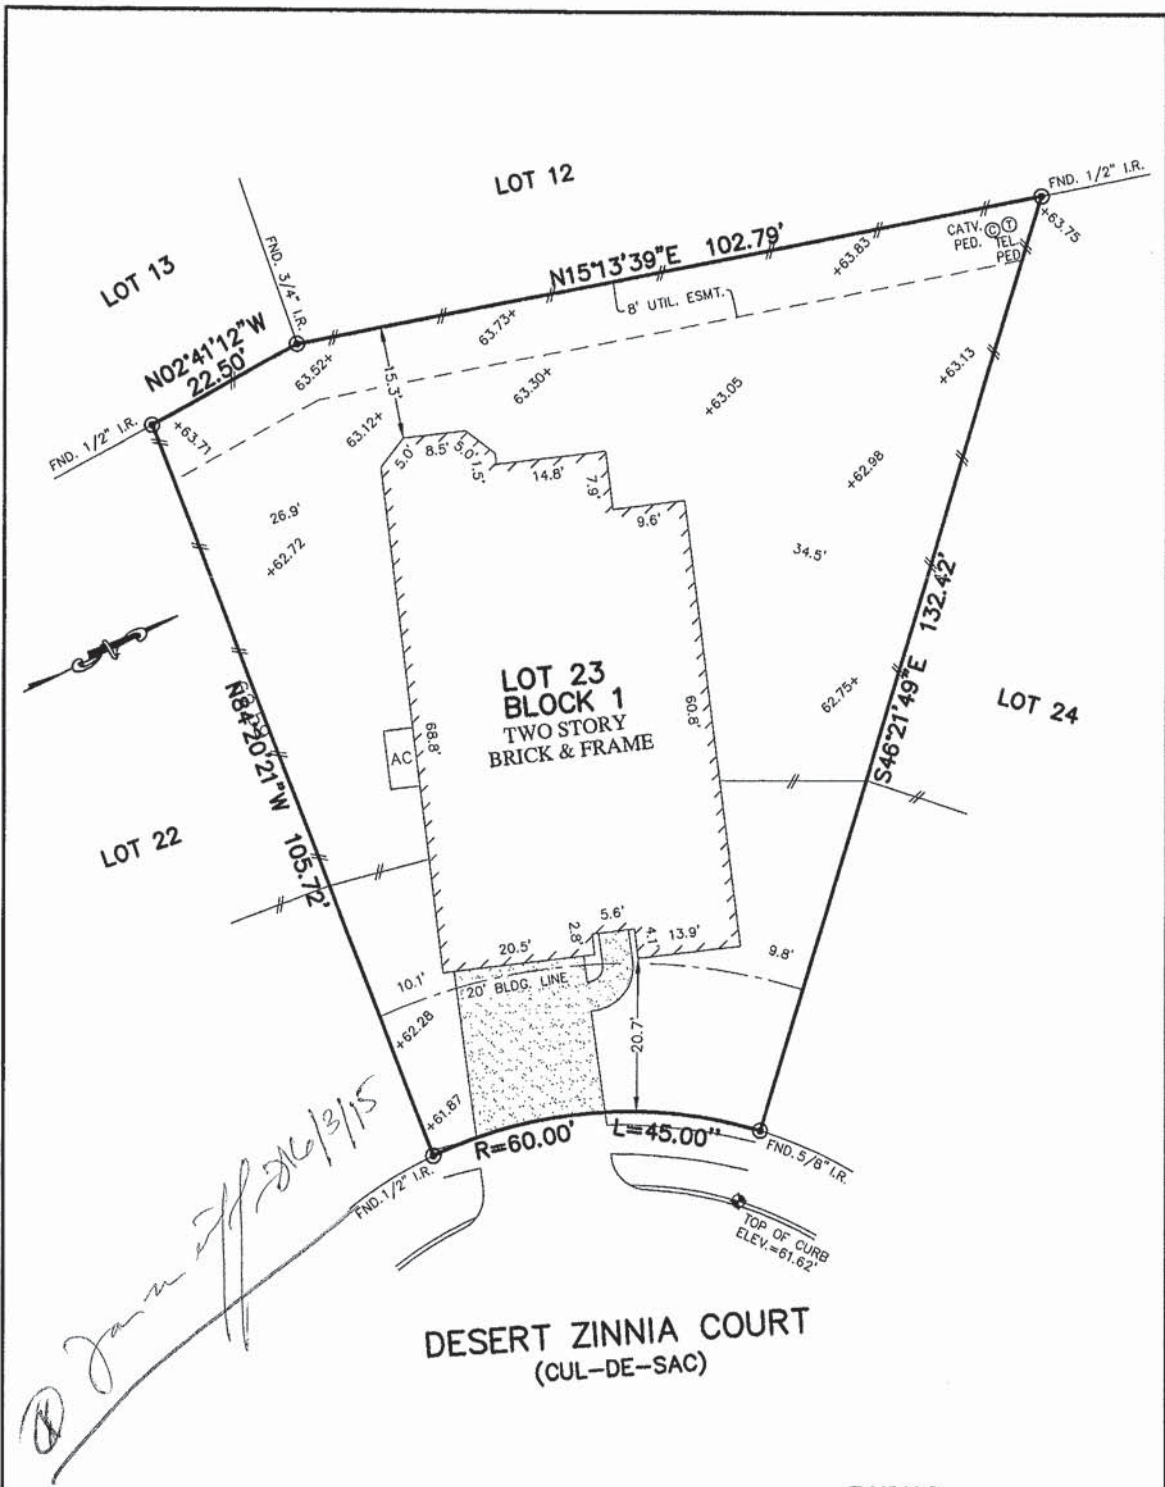 LOT 12
FND. 1/2" I.R.
+63.75
CATV. Ⓒ Ⓣ
PED. TEL.
PED
LOT 13
FND. 3/4" I.R.
N15°13'39"E 102.79'
+63.83
8' UTIL. ESMT.
N02°41'12"W
22.50'
63.52+
63.73+
15.3'
63.30+
+63.05
+63.13
FND. 1/2" I.R.
+63.71
63.12+
5.0'
8.5'
5.0'
1.5'
14.8'
7.9'
9.6'
+62.98
26.9'
+62.72
34.5'
LOT 23
BLOCK 1
TWO STORY
BRICK & FRAME
68.8'
60.8'
AC
62.75+
S46°21'49"E 132.42'
LOT 24
N84°20'21"W 105.72'
LOT 22
5.6'
2.8'
4.1'
20.5'
13.9'
9.8'
10.1'
20' BLDG. LINE
+62.28
20.7'
+61.87
R=60.00' L=45.00"
FND. 1/2" I.R.
FND. 5/8" I.R.
TOP OF CURB
ELEV.=61.62'
6/3/15
DESERT ZINNIA COURT
(CUL-DE-SAC)